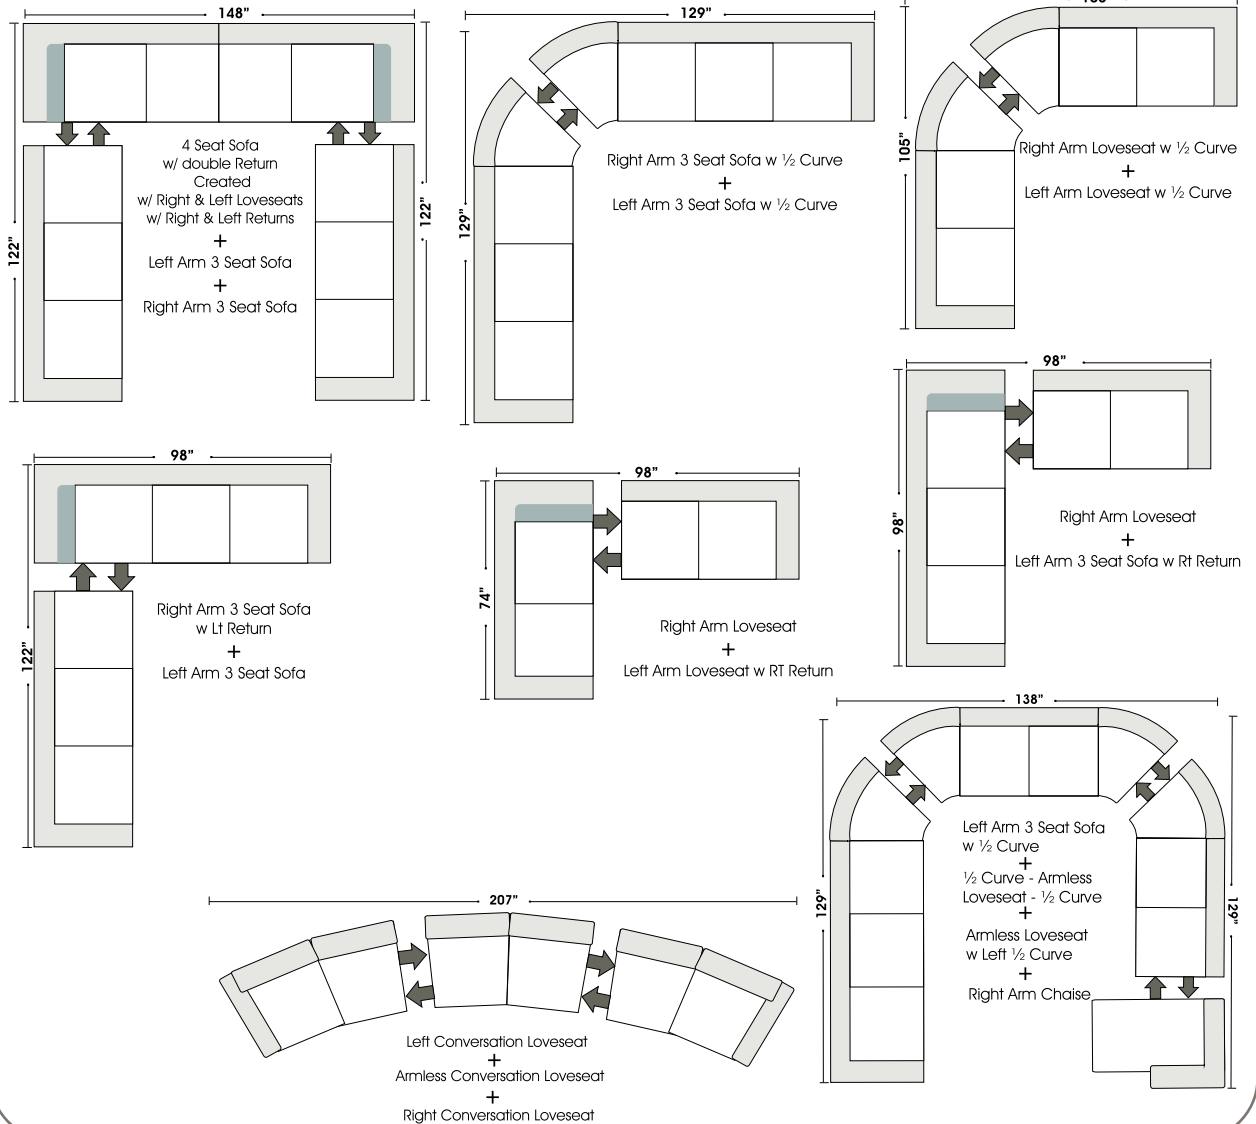 148”
122”
122”
4 Seat Sofa
w/ double Return
Created
w/ Right & Left Loveseats
w/ Right & Left Returns
+
Left Arm 3 Seat Sofa
+
Right Arm 3 Seat Sofa
129”
129”
Right Arm 3 Seat Sofa w ½ Curve
+
Left Arm 3 Seat Sofa w ½ Curve
105”
Right Arm Loveseat w ½ Curve
+
Left Arm Loveseat w ½ Curve
98”
122”
Right Arm 3 Seat Sofa
w Lt Return
+
Left Arm 3 Seat Sofa
98”
74”
Right Arm Loveseat
+
Left Arm Loveseat w RT Return
98”
98”
Right Arm Loveseat
+
Left Arm 3 Seat Sofa w Rt Return
207”
Left Conversation Loveseat
+
Armless Conversation Loveseat
+
Right Conversation Loveseat
138”
129”
129”
Left Arm 3 Seat Sofa
w ½ Curve
+
½ Curve - Armless
Loveseat - ½ Curve
+
Armless Loveseat
w Left ½ Curve
+
Right Arm Chaise